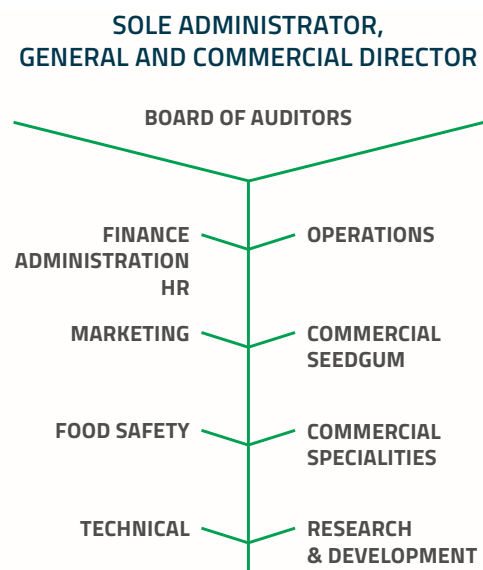 SOLE ADMINISTRATOR,
GENERAL AND COMMERCIAL DIRECTOR
BOARD OF AUDITORS
FINANCE
ADMINISTRATION
HR
OPERATIONS
MARKETING
COMMERCIAL
SEEDGUM
FOOD SAFETY
COMMERCIAL
SPECIALITIES
TECHNICAL
RESEARCH
& DEVELOPMENT